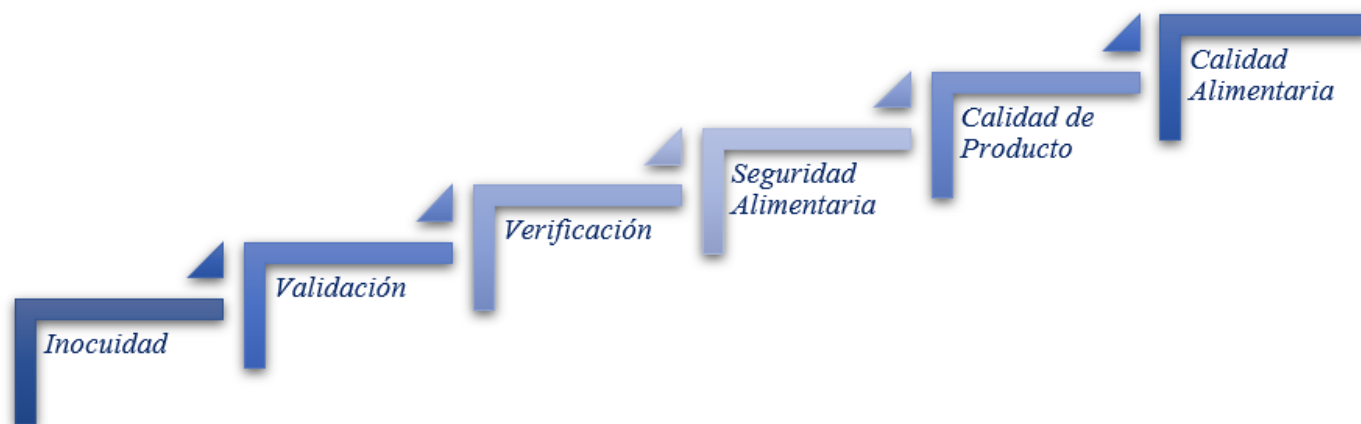 Inocuidad
Validación
Verificación
Seguridad
Alimentaria
Calidad de
Producto
Calidad
Alimentaria